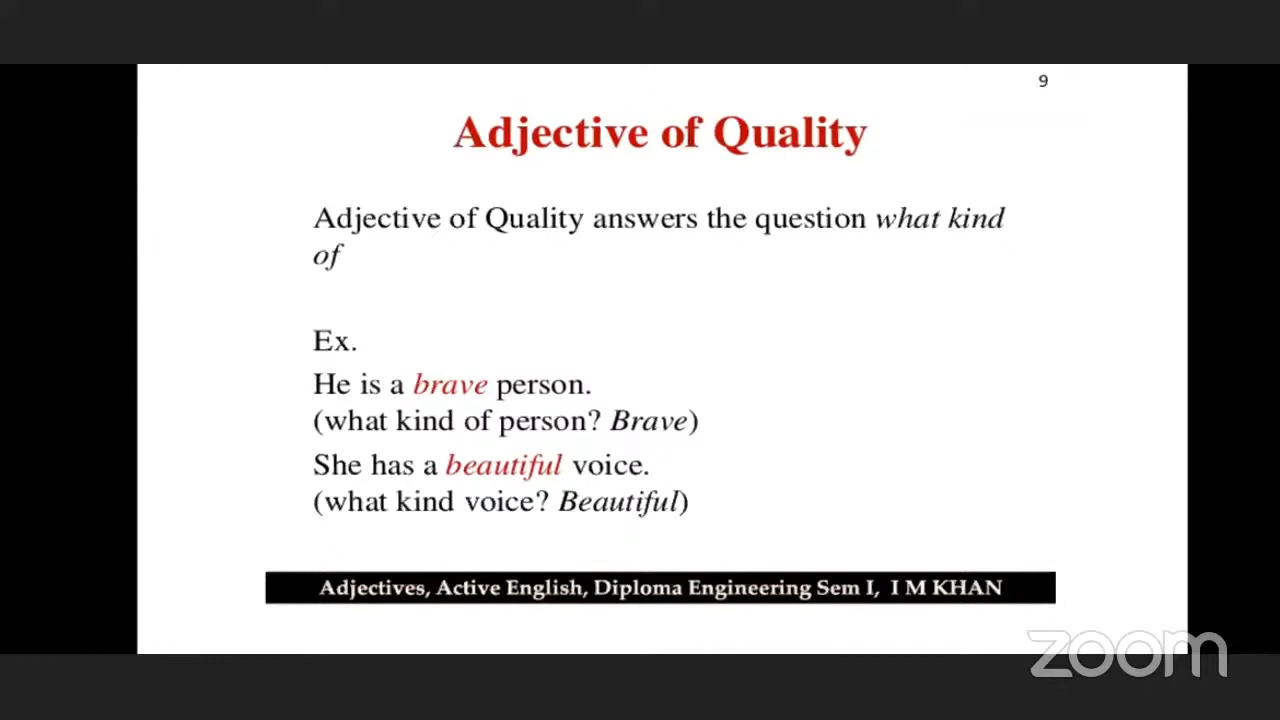 9
Adjective of Quality
Adjective of Quality answers the question what kind
of
Ex.
He is a brave person.
(what kind of person? Brave)
She has a beautiful voice.
(what kind voice? Beautiful)
Adjectives, Active English, Diploma Engineering Sem I, I M KHAN
zoom